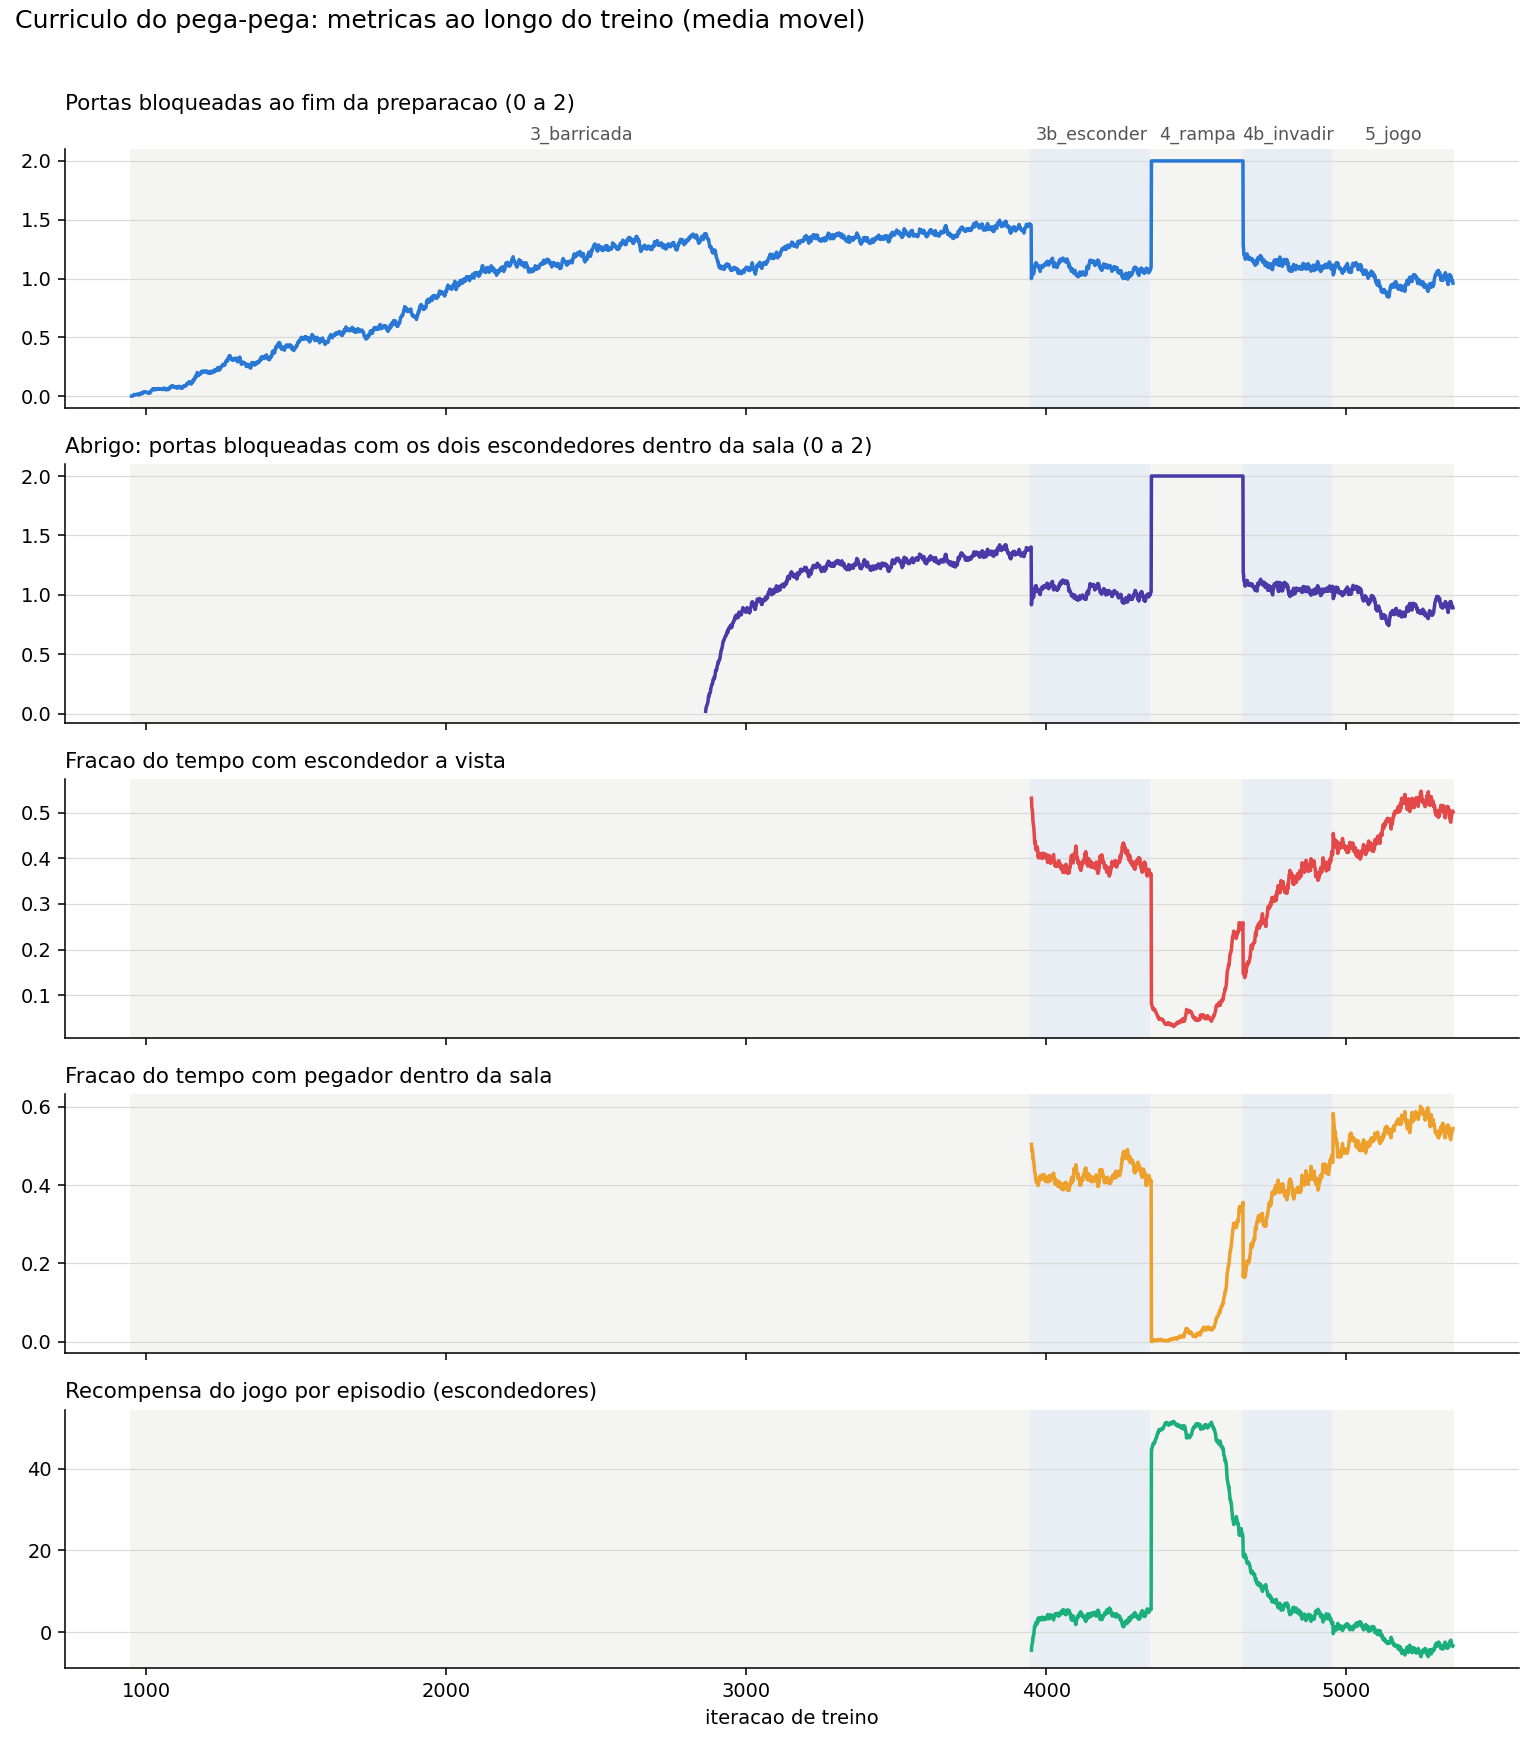 Curriculo do pega-pega: metricas ao longo do treino (media movel)
Portas bloqueadas ao fim da preparacao (0 a 2)
3_barricada 3b_esconder 4_rampa 4b_invadir 5_jogo
2.0
1.5
1.0
0.5
0.0
Abrigo: portas bloqueadas com os dois escondedores dentro da sala (0 a 2)
2.0
1.5
1.0
0.5
0.0
Fracao do tempo com escondedor a vista
0.5
0.4
0.3
0.2
0.1
Fracao do tempo com pegador dentro da sala
0.6
0.4
0.2
0.0
Recompensa do jogo por episodio (escondedores)
40
20
0
1000 2000 3000 4000 5000
iteracao de treino